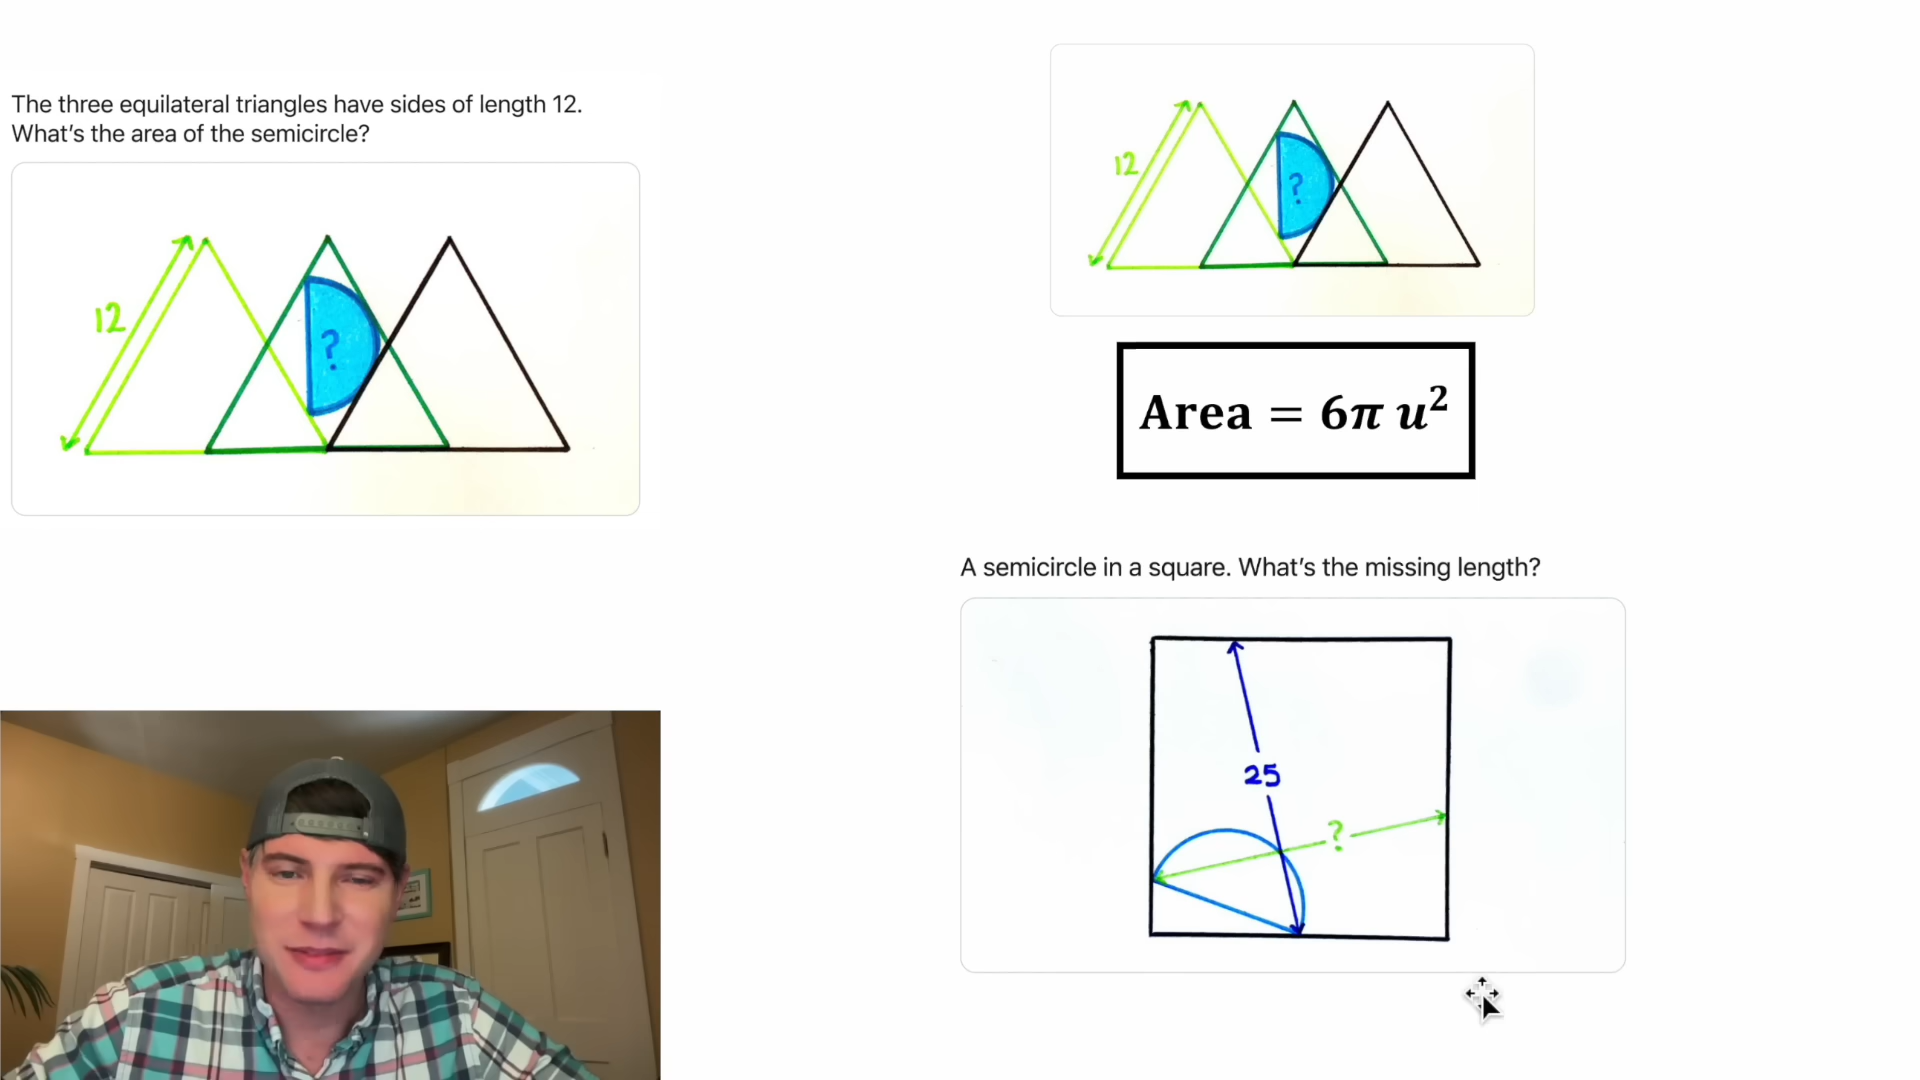 The three equilateral triangles have sides of length 12.
What's the area of the semicircle?
12
?
12
?
Area = 6π u²
A semicircle in a square. What's the missing length?
25
?